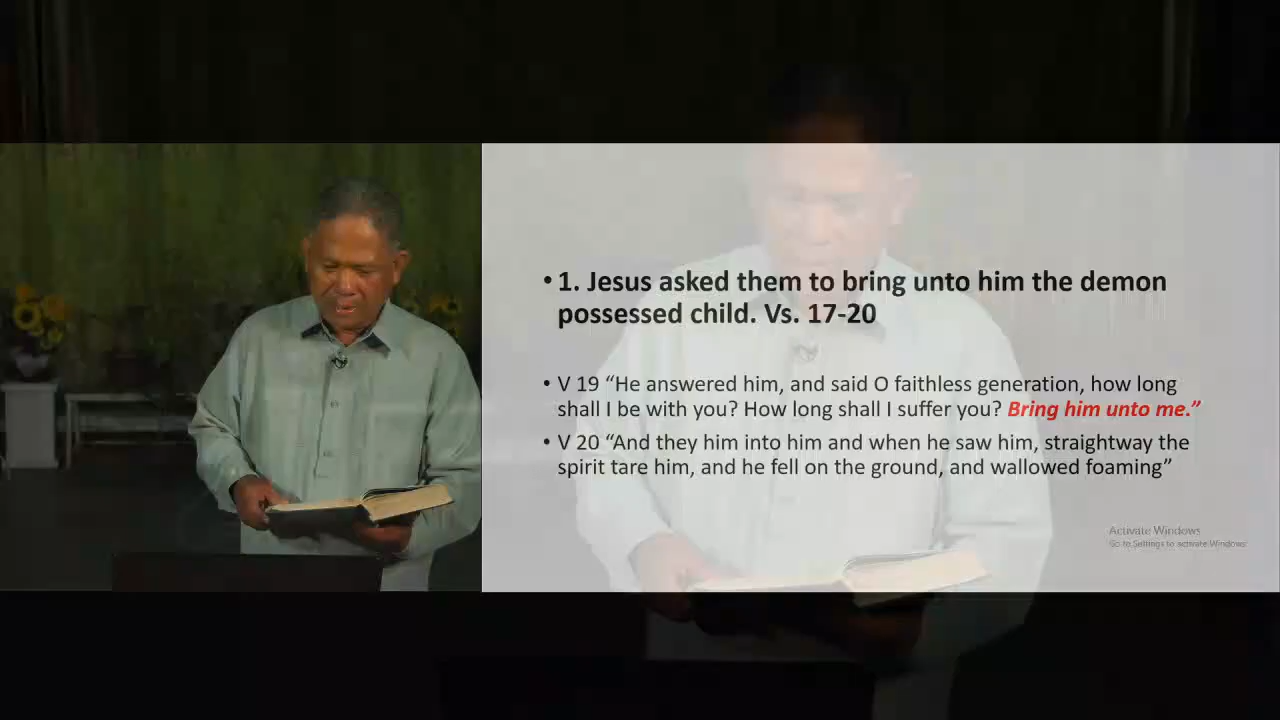 • 1. Jesus asked them to bring unto him the demon
possessed child. Vs. 17-20
• V 19 “He answered him, and said O faithless generation, how long
shall I be with you? How long shall I suffer you? Bring him unto me.”
• V 20 “And they him into him and when he saw him, straightway the
spirit tare him, and he fell on the ground, and wallowed foaming”
Activate Windows
Go to Settings to activate Windows.